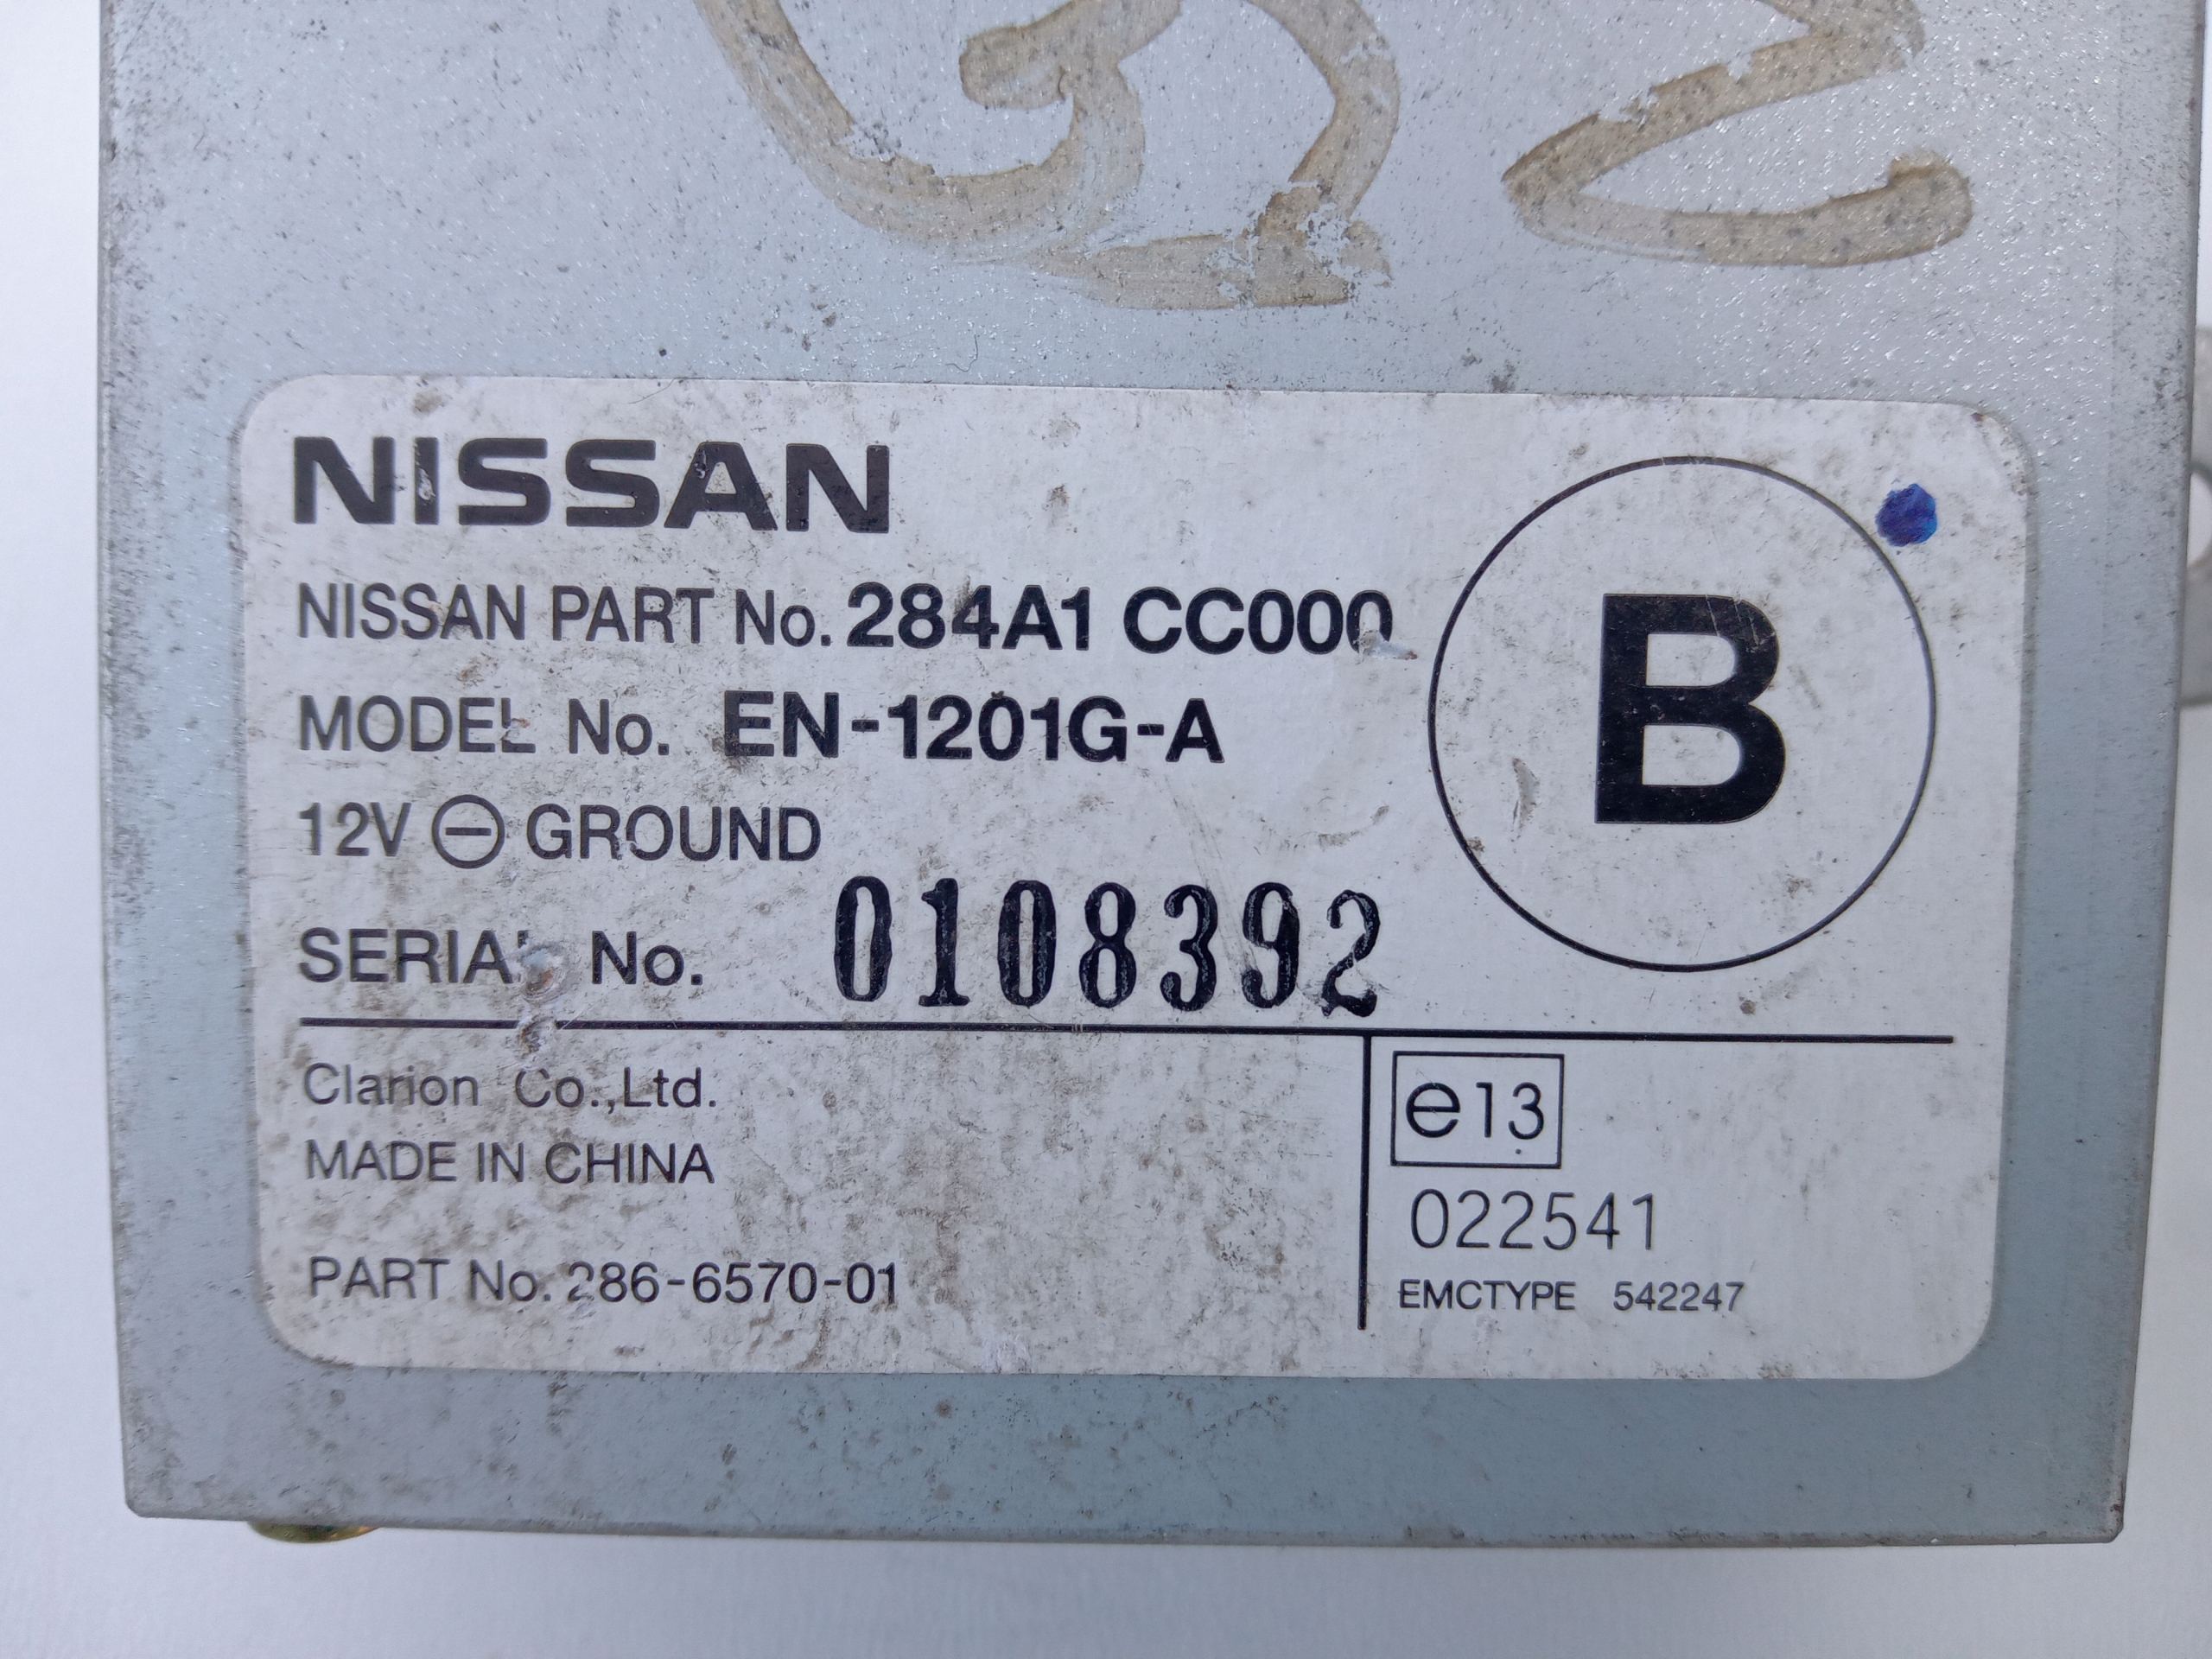 NISSAN
NISSAN PART No. 284A1 CC000
MODEL No. EN-1201G-A
12V ⊖ GROUND
SERIAL No. 0108392
B
Clarion Co.,Ltd.
MADE IN CHINA
PART No. 286-6570-01
e13
022541
EMCTYPE 542247